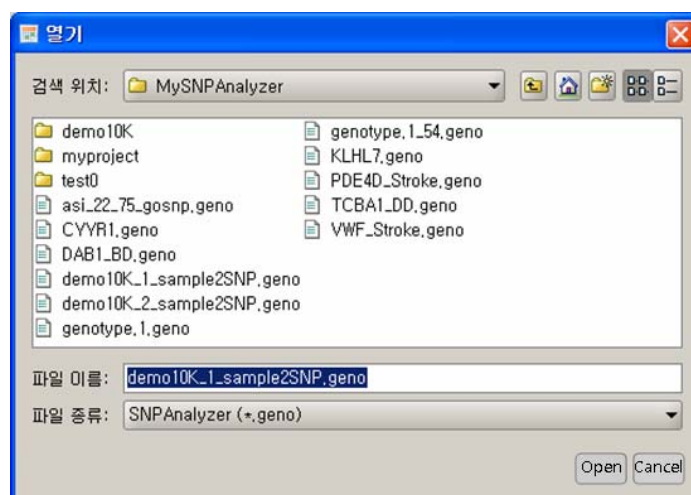 열기
검색 위치: MySNPAnalyzer
demo10K
myproject
test0
asi_22_75_gosnp.geno
CYYR1.geno
DAB1_BD.geno
demo10K_1_sample2SNP.geno
demo10K_2_sample2SNP.geno
genotype.1.geno
genotype.1_54.geno
KLHL7.geno
PDE4D_Stroke.geno
TCBA1_DD.geno
VWF_Stroke.geno
파일 이름: demo10K_1_sample2SNP.geno
파일 종류: SNPAnalyzer (*.geno)
Open Cancel